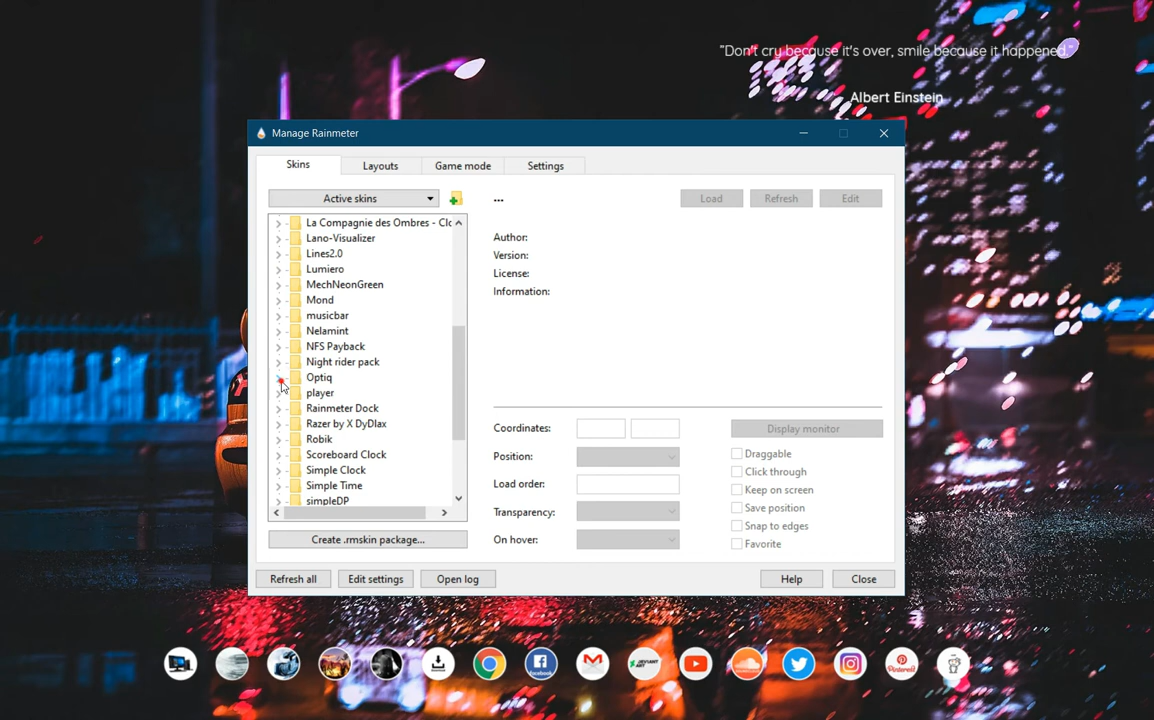 "Don't cry because it's over, smile because it happened."
Albert Einstein
Manage Rainmeter
Skins
Layouts
Game mode
Settings
Active skins
...
Load
Refresh
Edit
La Compagnie des Ombres - Clo
Lano-Visualizer
Lines2.0
Lumiero
MechNeonGreen
Mond
musicbar
Nelamint
NFS Payback
Night rider pack
Optiq
player
Rainmeter Dock
Razer by X DyDlax
Robik
Scoreboard Clock
Simple Clock
Simple Time
simpleDP
Author:
Version:
License:
Information:
Coordinates:
Display monitor
Position:
Load order:
Transparency:
On hover:
Draggable
Click through
Keep on screen
Save position
Snap to edges
Favorite
Create .rmskin package...
Refresh all
Edit settings
Open log
Help
Close
facebook
DEVIANT ART
Pinterest